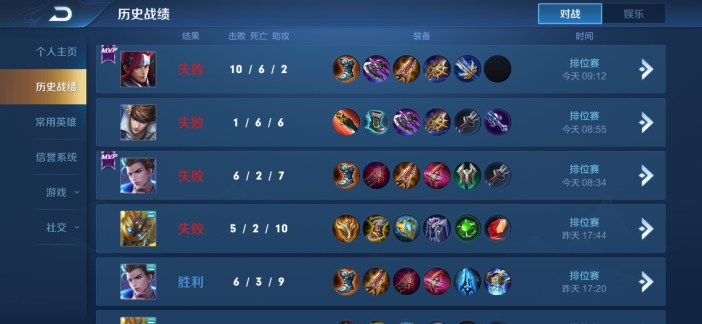 历史战绩
对战 娱乐
个人主页
历史战绩
常用英雄
信誉系统
游戏
社交
结果 击败 死亡 助攻 装备 时间
MVP 失败 10 / 6 / 2 排位赛
今天 09:12
失败 1 / 6 / 6 排位赛
今天 08:55
MVP 失败 6 / 2 / 7 排位赛
今天 08:34
失败 5 / 2 / 10 排位赛
昨天 17:44
胜利 6 / 3 / 9 排位赛
昨天 17:20